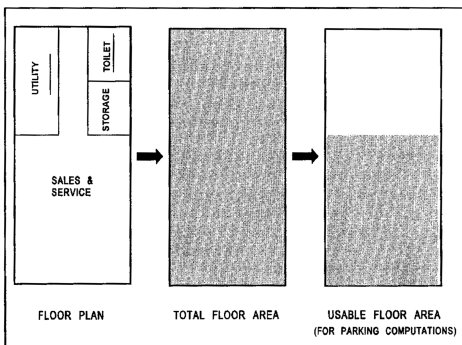 UTILITY
TOILET
STORAGE
SALES &
SERVICE
FLOOR PLAN
TOTAL FLOOR AREA
USABLE FLOOR AREA
(FOR PARKING COMPUTATIONS)